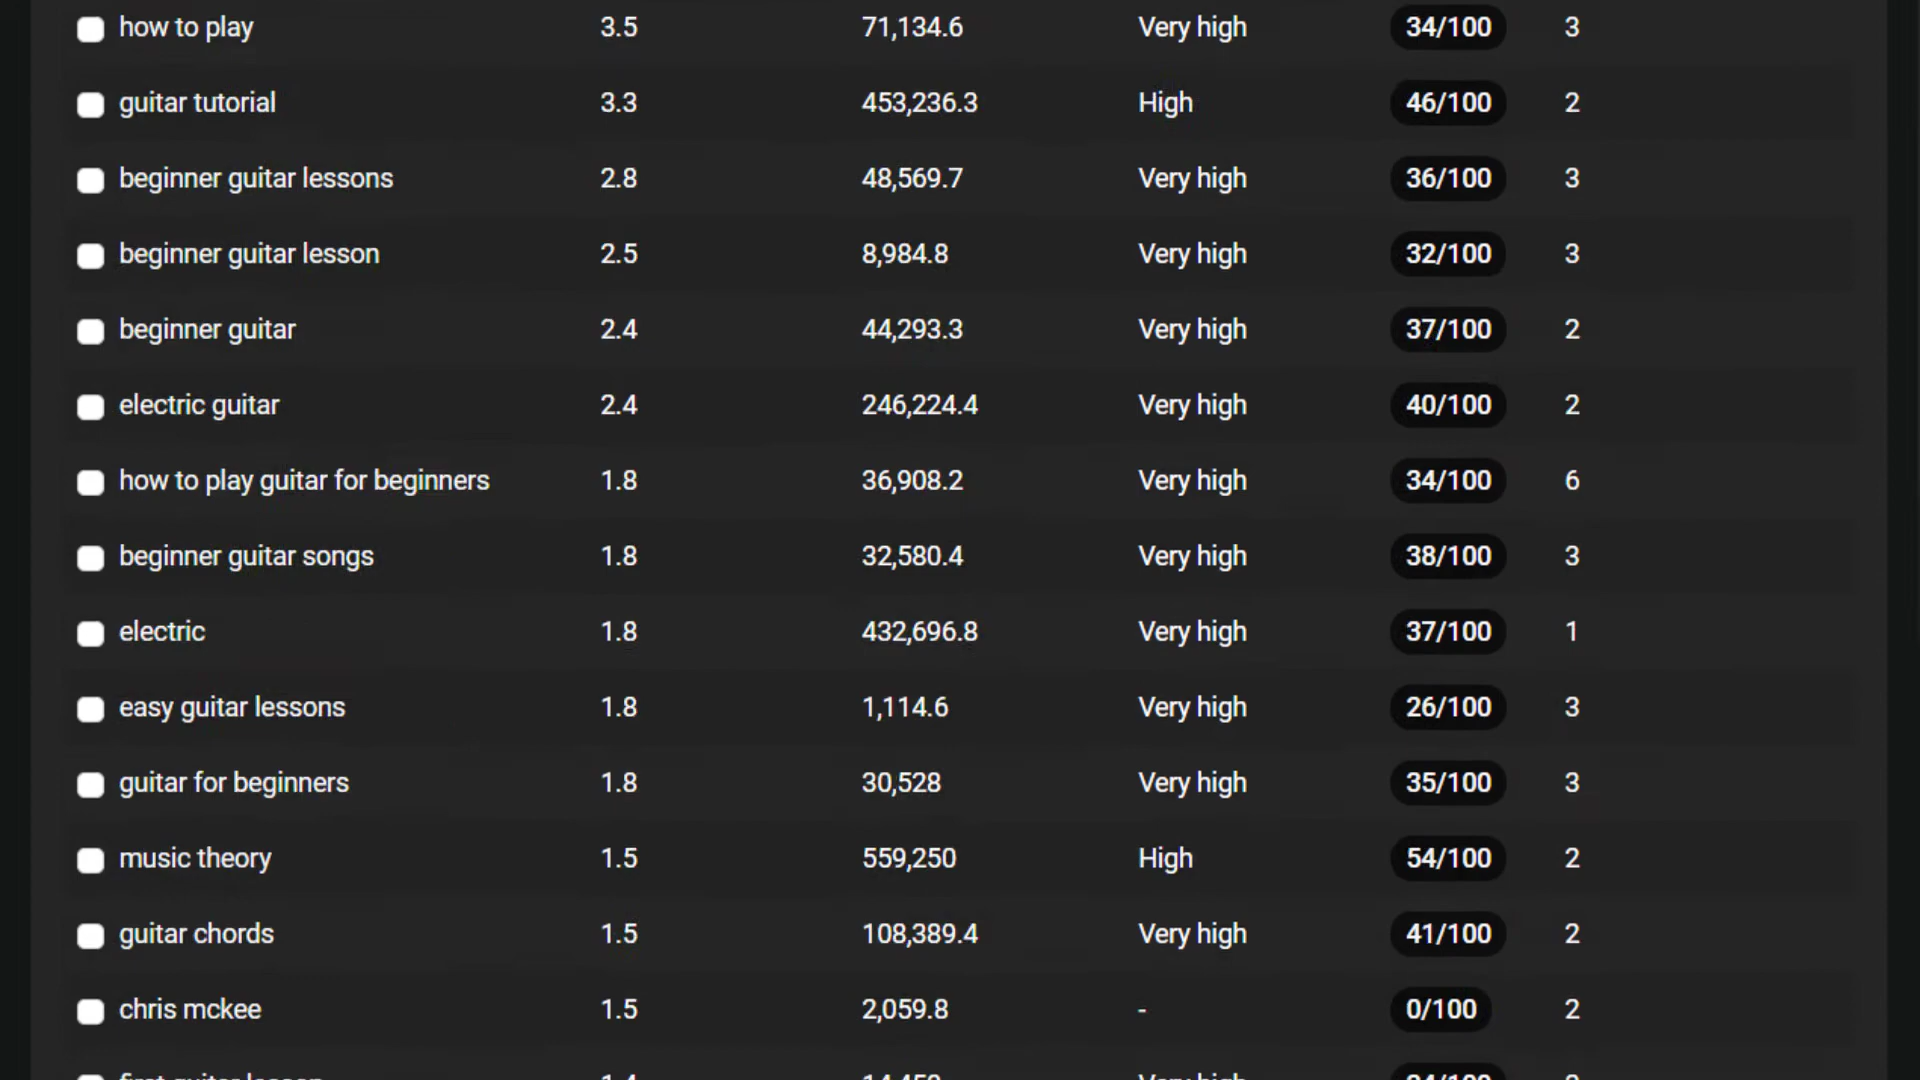 how to play 3.5 71,134.6 Very high 34/100 3
guitar tutorial 3.3 453,236.3 High 46/100 2
beginner guitar lessons 2.8 48,569.7 Very high 36/100 3
beginner guitar lesson 2.5 8,984.8 Very high 32/100 3
beginner guitar 2.4 44,293.3 Very high 37/100 2
electric guitar 2.4 246,224.4 Very high 40/100 2
how to play guitar for beginners 1.8 36,908.2 Very high 34/100 6
beginner guitar songs 1.8 32,580.4 Very high 38/100 3
electric 1.8 432,696.8 Very high 37/100 1
easy guitar lessons 1.8 1,114.6 Very high 26/100 3
guitar for beginners 1.8 30,528 Very high 35/100 3
music theory 1.5 559,250 High 54/100 2
guitar chords 1.5 108,389.4 Very high 41/100 2
chris mckee 1.5 2,059.8 - 0/100 2
first guitar lesson 1.4 Very high